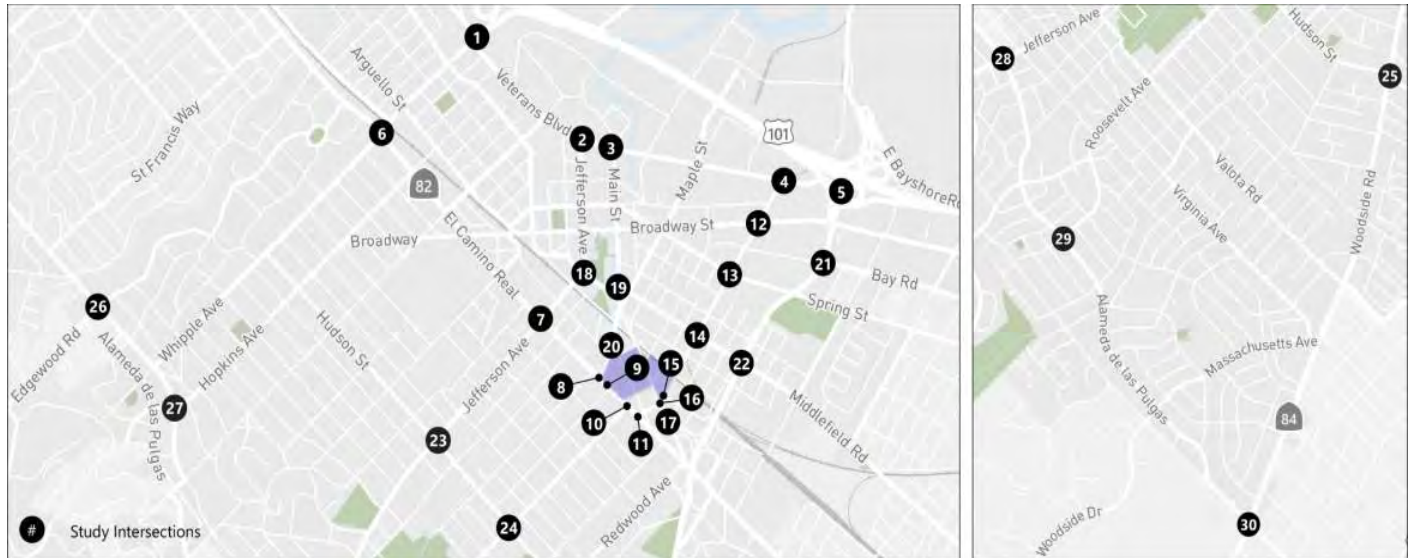 1
Arguello St
Veterans Blvd
6
2
3
101
St Francis Way
82
Jefferson Ave
Main St
Maple St
4
5
E BayshoreRd
12
Broadway
Broadway St
El Camino Real
18
19
13
21
Bay Rd
Spring St
26
Edgewood Rd
Alameda de las Pulgas
Whipple Ave
Hopkins Ave
Hudson St
7
Jefferson Ave
20
14
9
15
22
8
16
27
10
17
11
Middlefield Rd
23
24
Redwood Ave
# Study Intersections
28
Jefferson Ave
Hudson St
25
Roosevelt Ave
Valota Rd
Virginia Ave
Woodside Rd
29
Alameda de las Pulgas
Massachusetts Ave
84
Woodside Dr
30